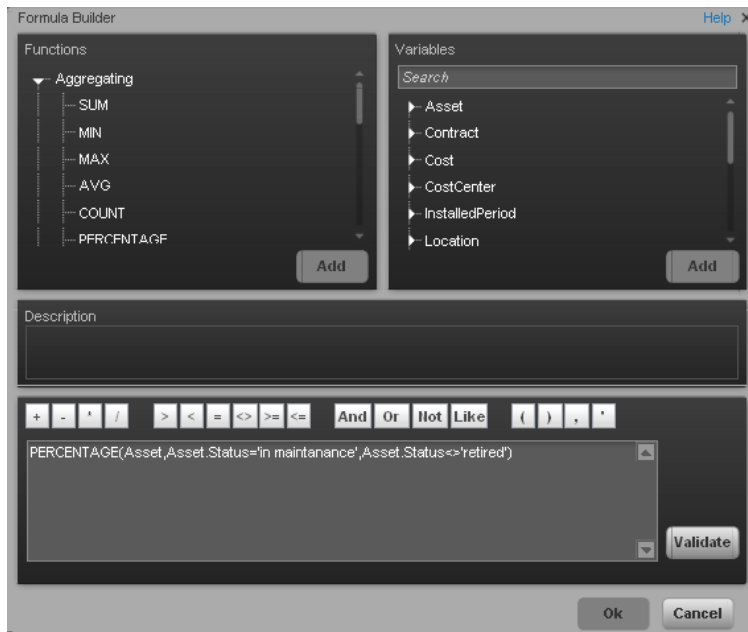 Formula Builder
Help X
Functions
Aggregating
SUM
MIN
MAX
AVG
COUNT
PERCENTAGE
Add
Variables
Search
Asset
Contract
Cost
CostCenter
InstalledPeriod
Location
Add
Description
+ - * / > < = <> >= <= And Or Not Like ( ) , '
PERCENTAGE(Asset,Asset.Status='in maintanance',Asset.Status<>'retired')
Validate
Ok Cancel